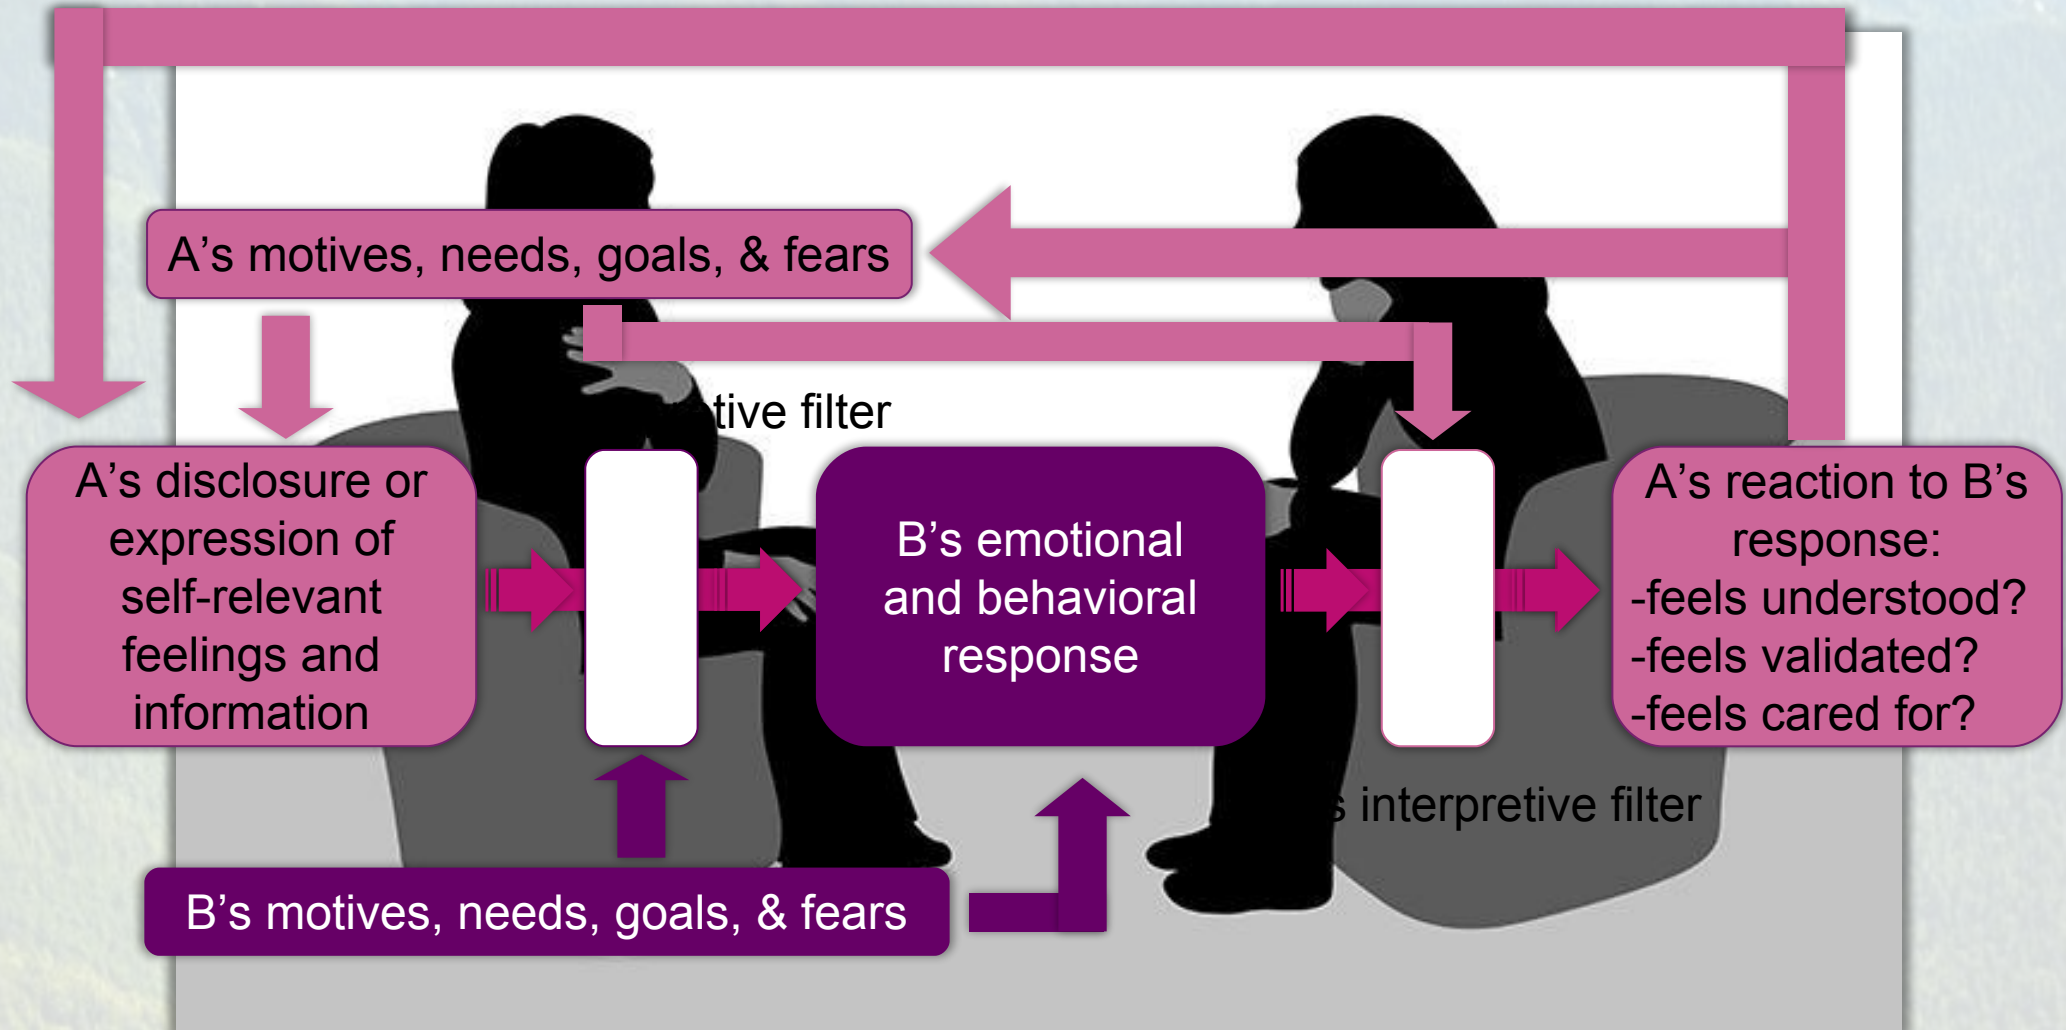 A’s motives, needs, goals, & fears
tive filter
A’s disclosure or
expression of
self-relevant
feelings and
information
B’s emotional
and behavioral
response
A’s reaction to B’s
response:
-feels understood?
-feels validated?
-feels cared for?
s interpretive filter
B’s motives, needs, goals, & fears